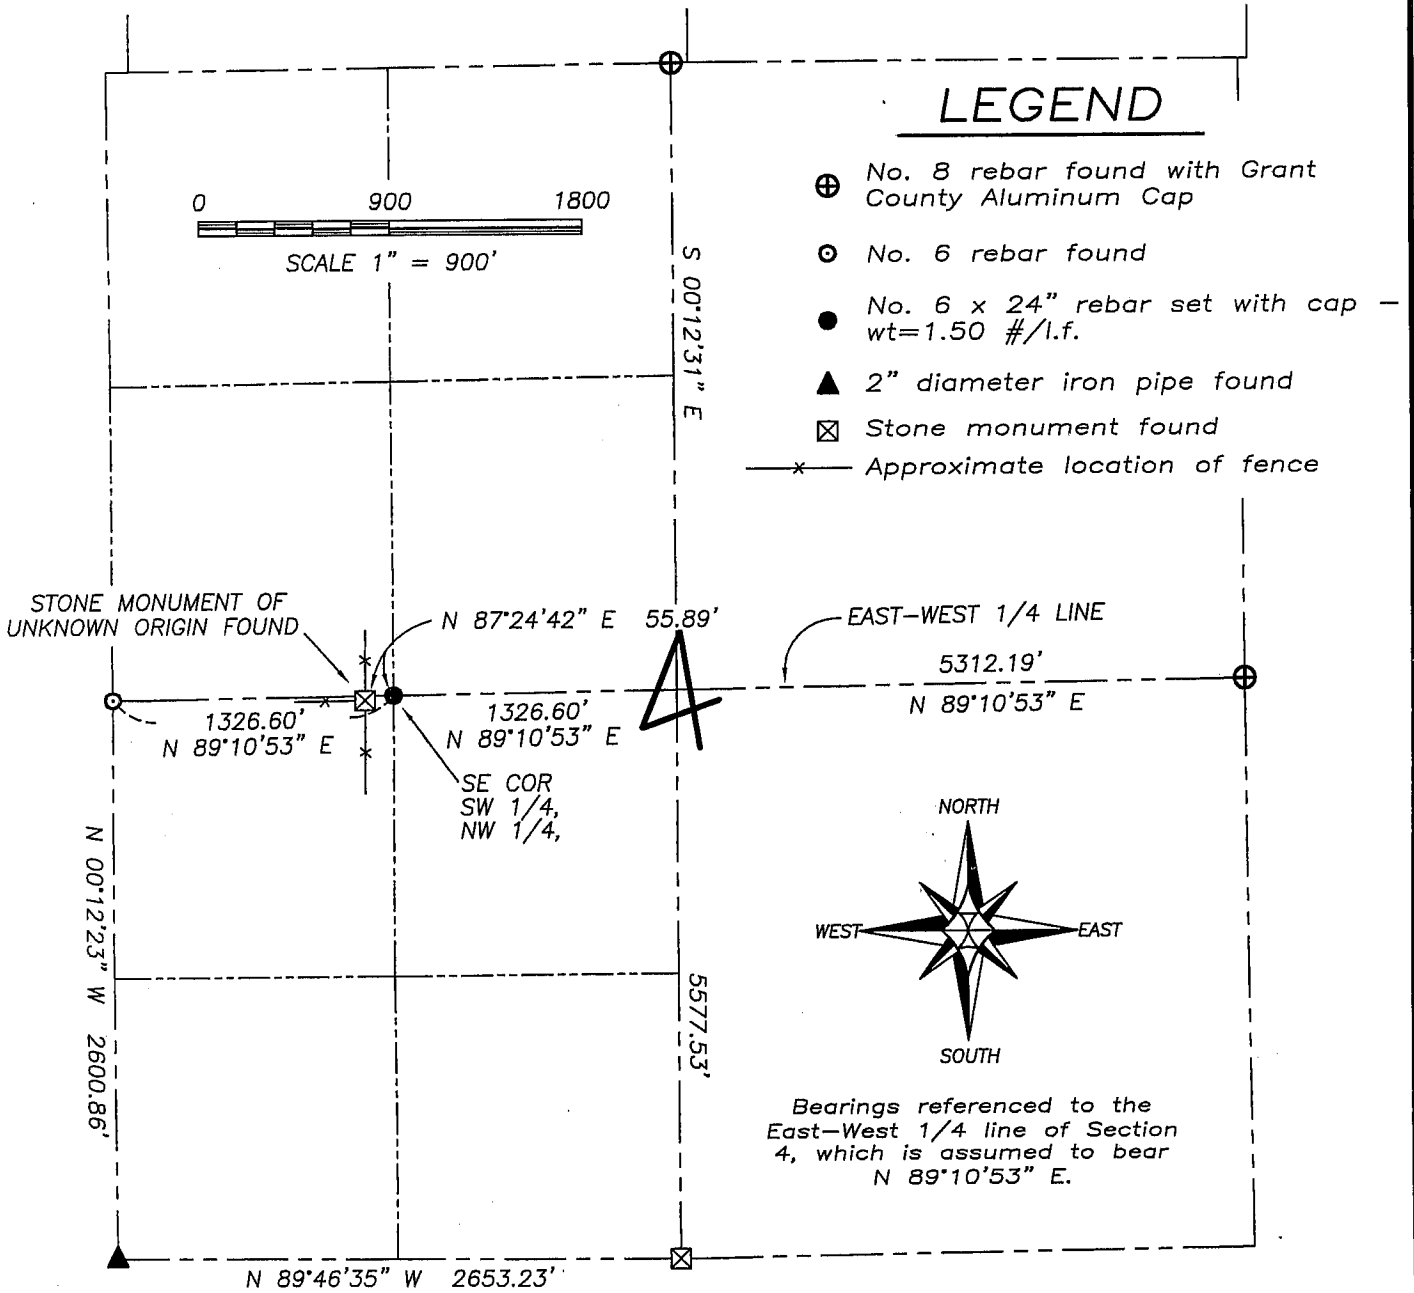 LEGEND
No. 8 rebar found with Grant
County Aluminum Cap
No. 6 rebar found
No. 6 x 24" rebar set with cap –
wt=1.50 #/l.f.
2" diameter iron pipe found
Stone monument found
Approximate location of fence
0 900 1800
SCALE 1" = 900'
S 00°12'31" E
STONE MONUMENT OF
UNKNOWN ORIGIN FOUND
N 87°24'42" E 55.89'
EAST–WEST 1/4 LINE
5312.19'
N 89°10'53" E
1326.60'
N 89°10'53" E
1326.60'
N 89°10'53" E
4
SE COR
SW 1/4,
NW 1/4,
N 00°12'23" W 2600.86'
5577.53'
NORTH
WEST
EAST
SOUTH
Bearings referenced to the
East–West 1/4 line of Section
4, which is assumed to bear
N 89°10'53" E.
N 89°46'35" W 2653.23'